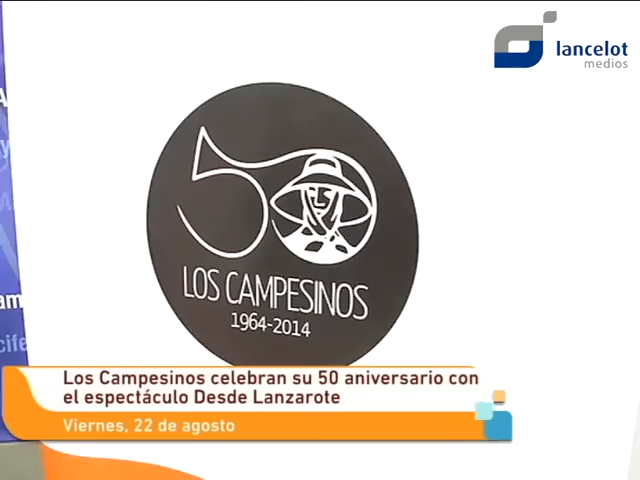 lancelot
medios
50
LOS CAMPESINOS
1964-2014
Los Campesinos celebran su 50 aniversario con
el espectáculo Desde Lanzarote
Viernes, 22 de agosto